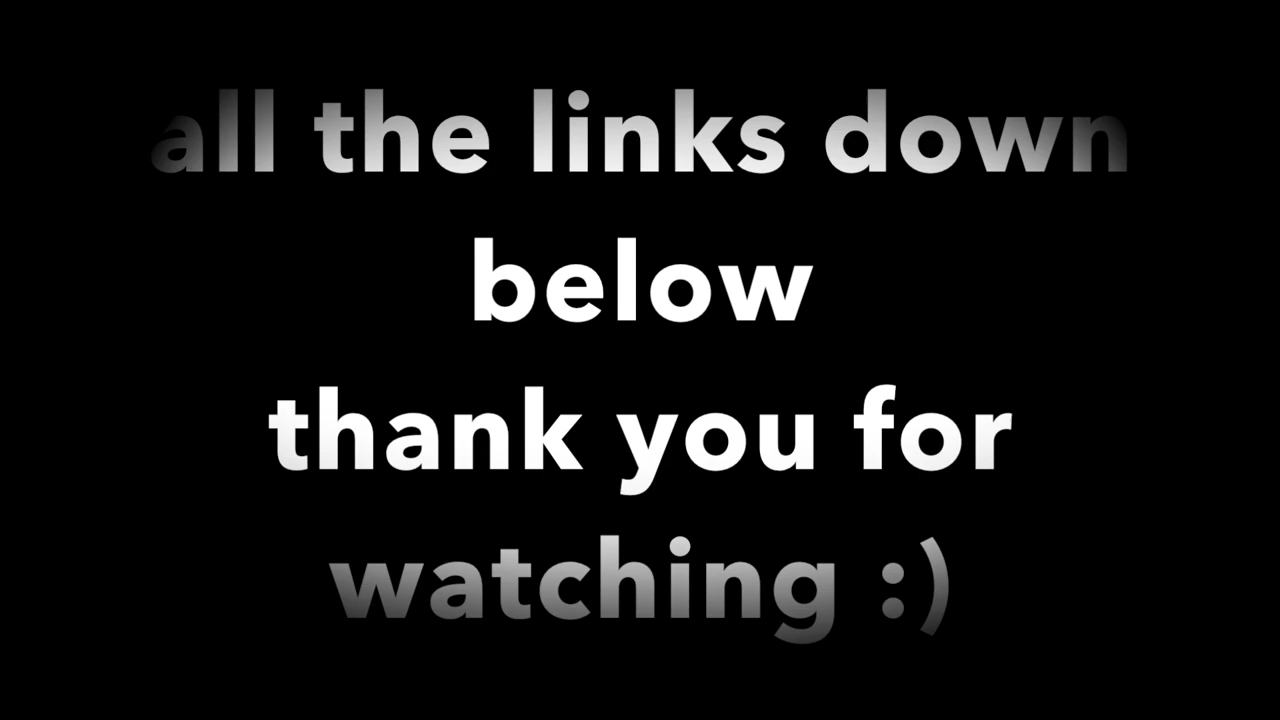 all the links down
below
thank you for
watching :)